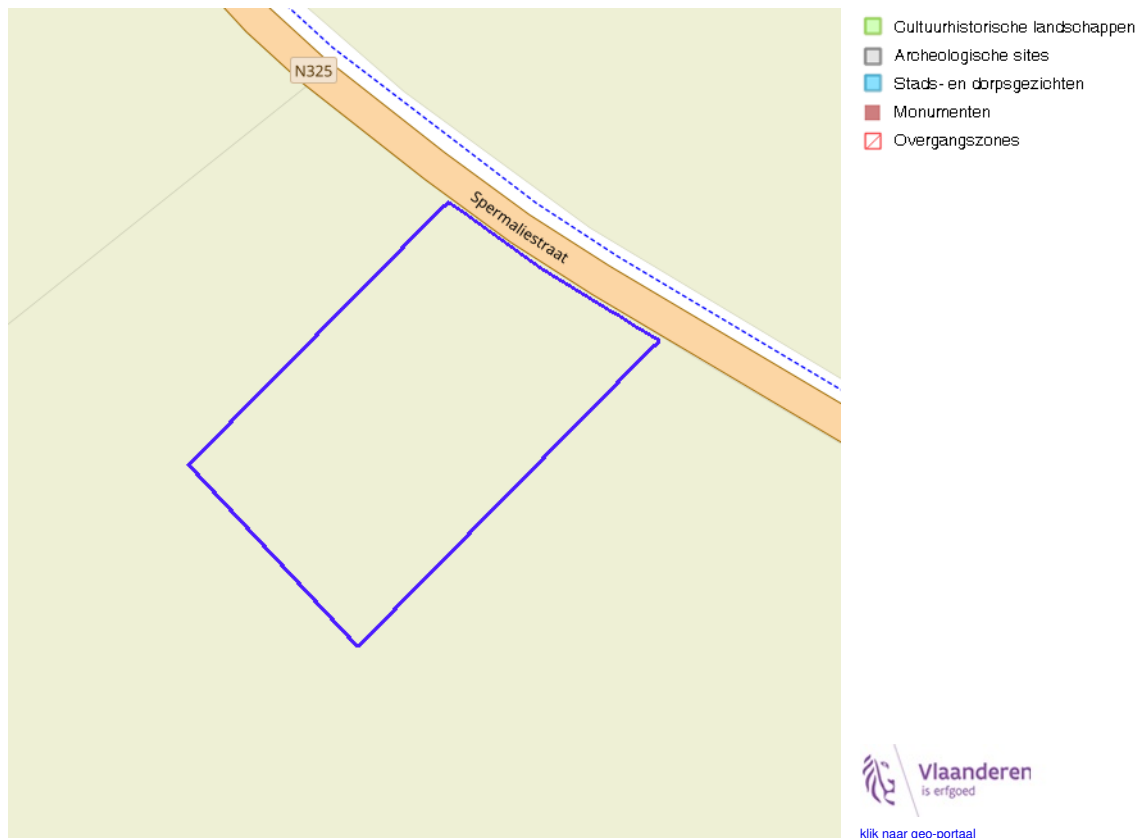 N325
Spermaliestraat
Cultuurhistorische landschappen
Archeologische sites
Stads- en dorpsgezichten
Monumenten
Overgangszones
Vlaanderen
is erfgoed
klik naar geo-portaal